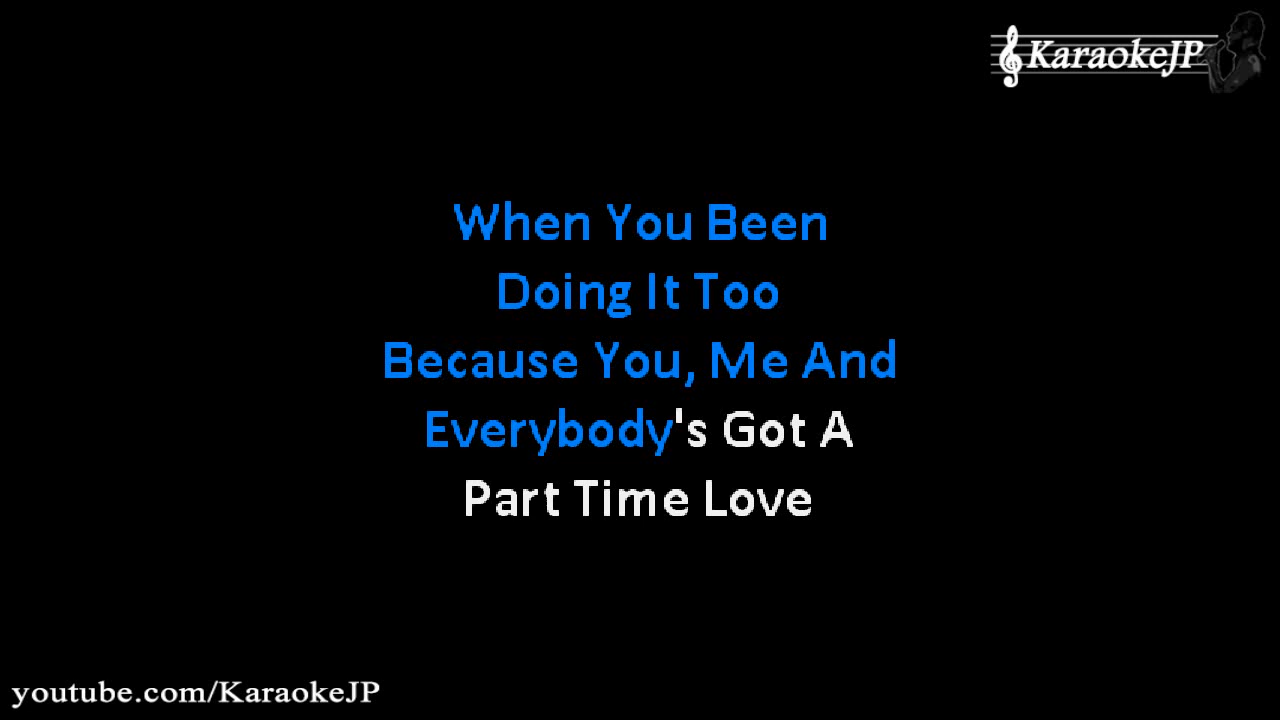 KaraokeJP
When You Been
Doing It Too
Because You, Me And
Everybody's Got A
Part Time Love
youtube.com/KaraokeJP